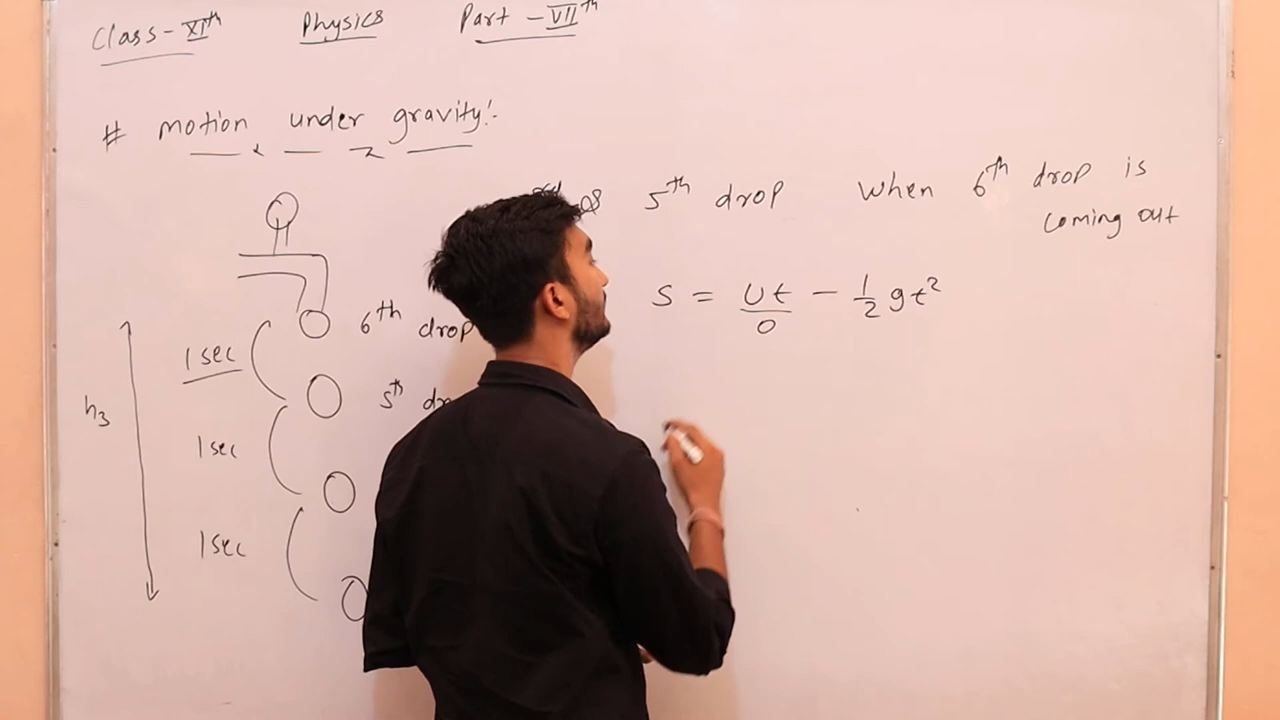 Class-XIth Physics Part-VIIth
# motion under gravity:-
5th drop When 6th drop is
coming out
S = Ut - 1/2 gt²
0
6th drop
1 sec
5th
h3
1 sec
1 sec